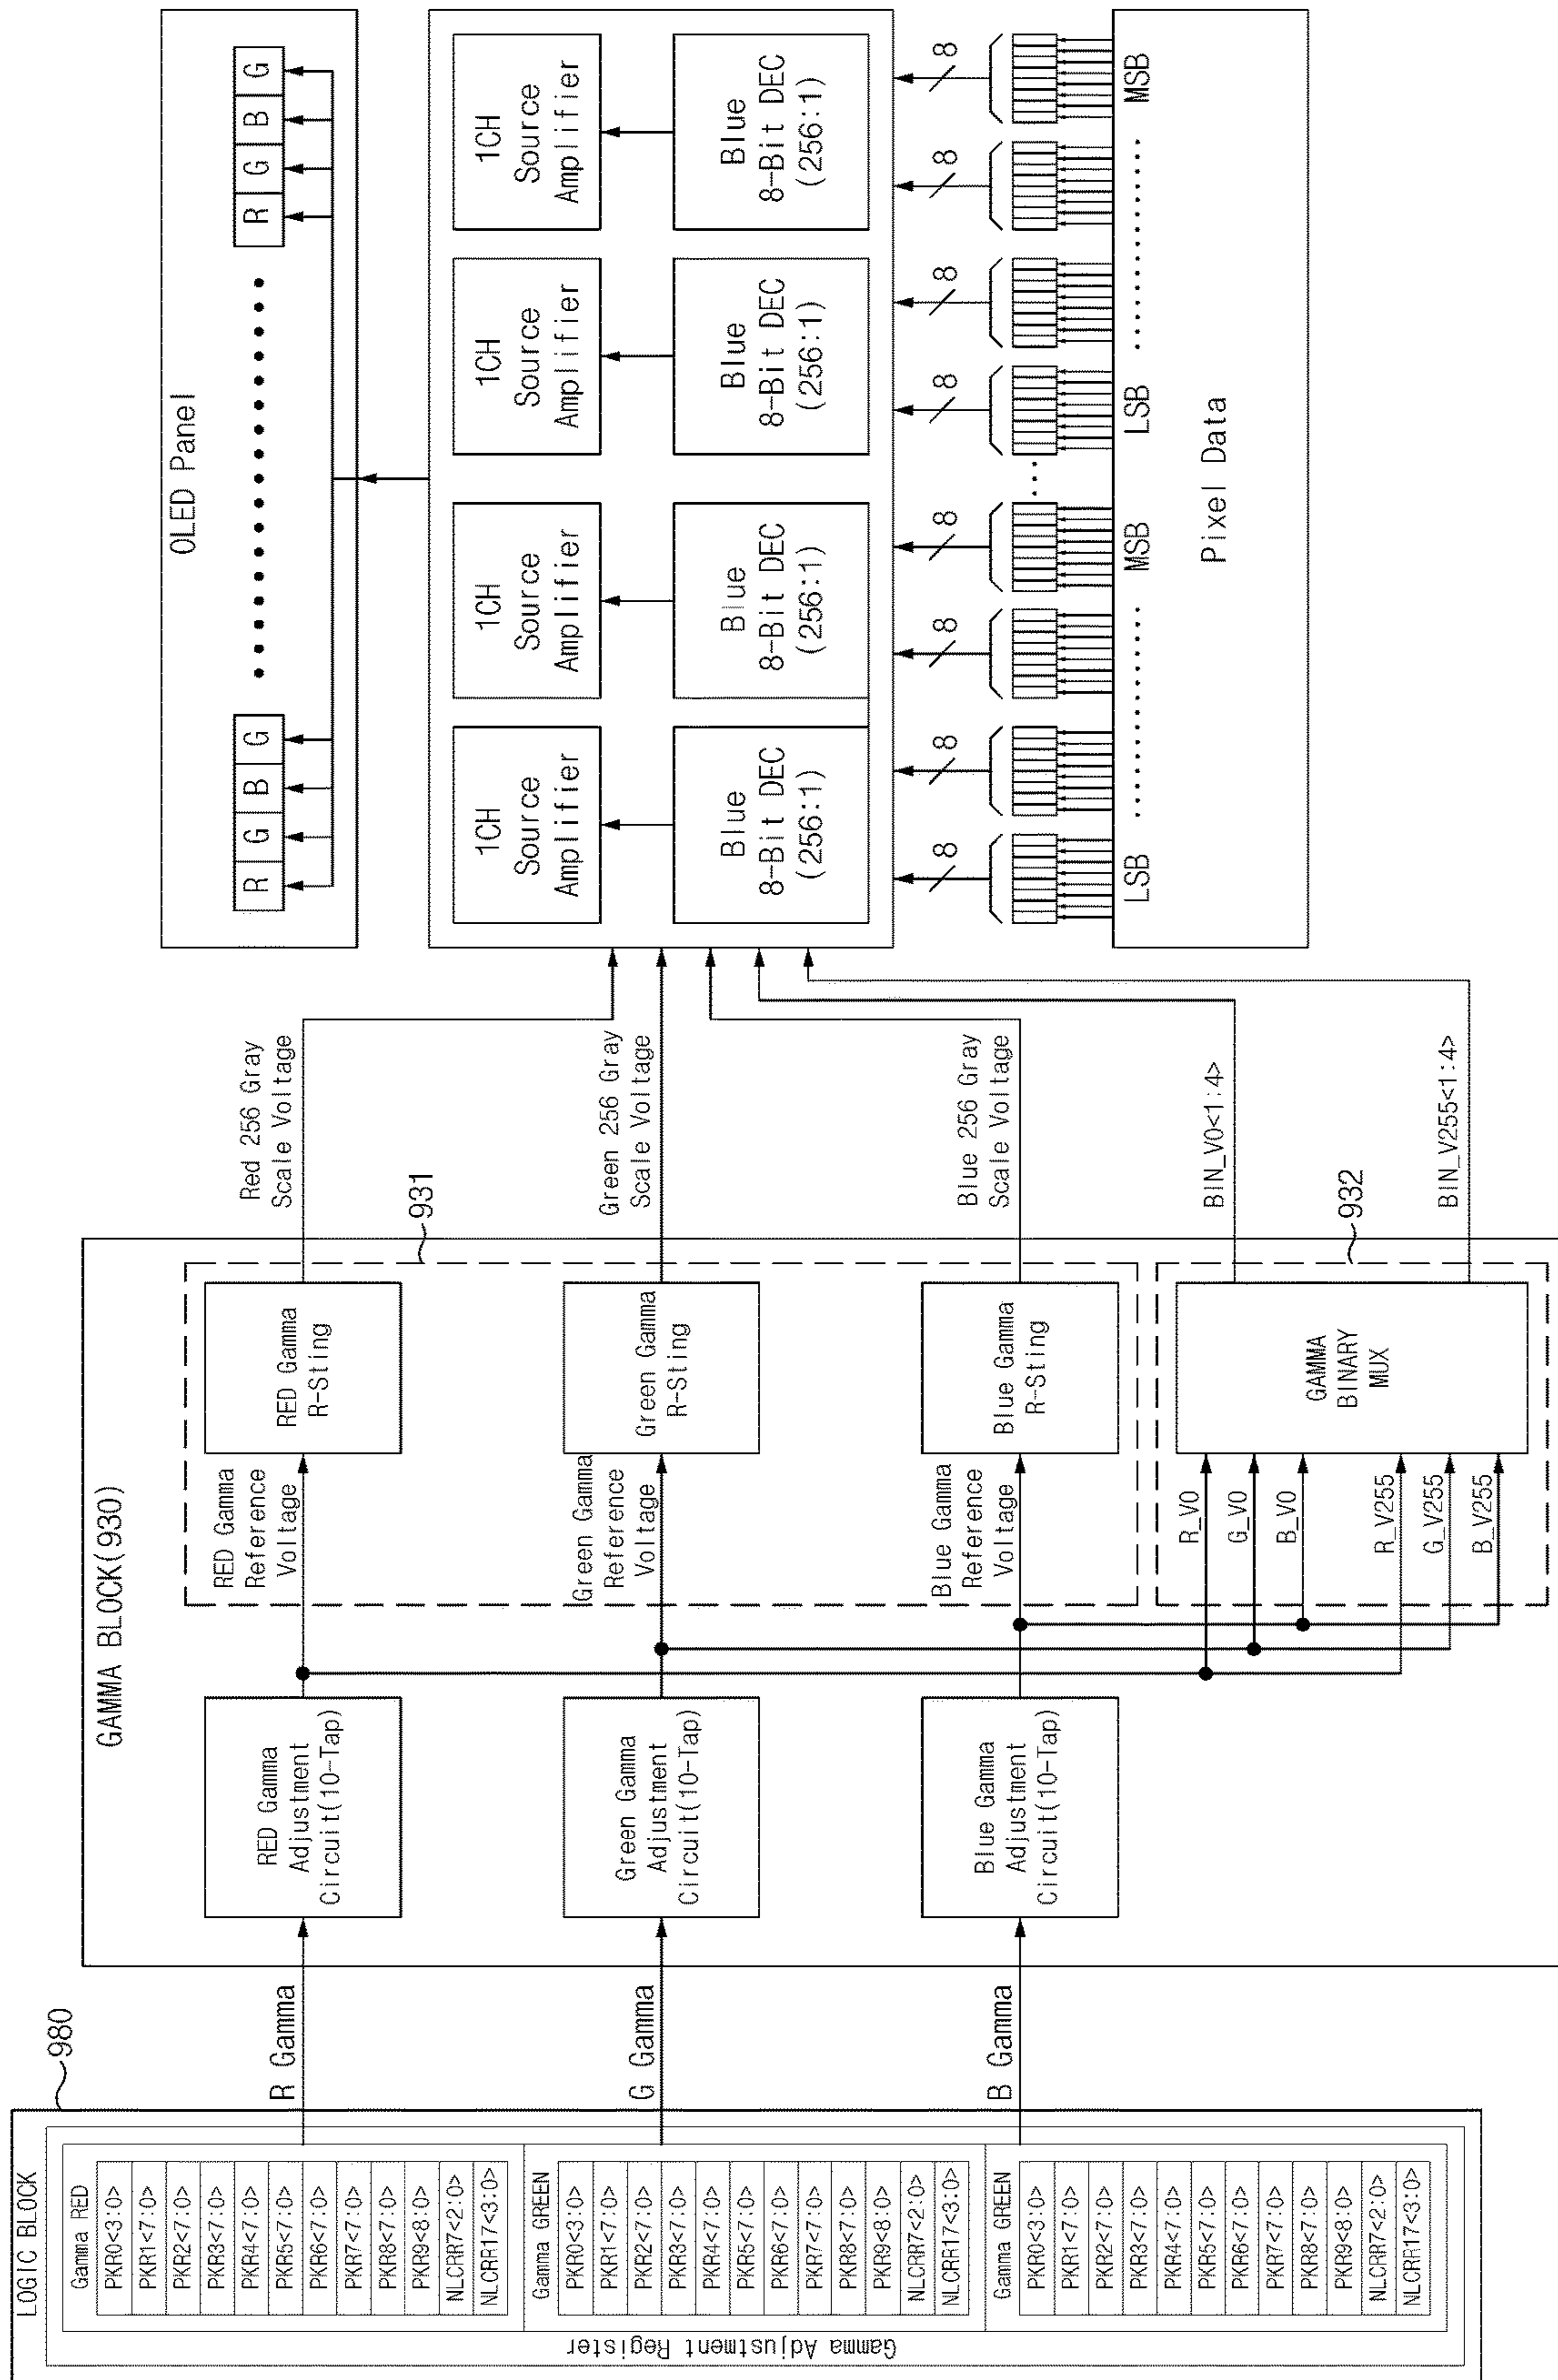 LOGIC BLOCK
980
Gamma Adjustment Register
Gamma RED
PKR0<3:0>
PKR1<7:0>
PKR2<7:0>
PKR3<7:0>
PKR4<7:0>
PKR5<7:0>
PKR6<7:0>
PKR7<7:0>
PKR8<7:0>
PKR9<8:0>
NLCRR7<2:0>
NLCRR17<3:0>
Gamma GREEN
PKR0<3:0>
PKR1<7:0>
PKR2<7:0>
PKR3<7:0>
PKR4<7:0>
PKR5<7:0>
PKR6<7:0>
PKR7<7:0>
PKR8<7:0>
PKR9<8:0>
NLCRR7<2:0>
NLCRR17<3:0>
Gamma GREEN
PKR0<3:0>
PKR1<7:0>
PKR2<7:0>
PKR3<7:0>
PKR4<7:0>
PKR5<7:0>
PKR6<7:0>
PKR7<7:0>
PKR8<7:0>
PKR9<8:0>
NLCRR7<2:0>
NLCRR17<3:0>
R Gamma
G Gamma
B Gamma
GAMMA BLOCK(930)
RED Gamma
Adjustment
Circuit(10-Tap)
Green Gamma
Adjustment
Circuit(10-Tap)
Blue Gamma
Adjustment
Circuit(10-Tap)
RED Gamma
Reference
Voltage
Green Gamma
Reference
Voltage
Blue Gamma
Reference
Voltage
R_V0
G_V0
B_V0
R_V255
G_V255
B_V255
RED Gamma
R-Sting
Green Gamma
R-Sting
Blue Gamma
R-Sting
GAMMA
BINARY
MUX
931
932
Red 256 Gray
Scale Voltage
Green 256 Gray
Scale Voltage
Blue 256 Gray
Scale Voltage
BIN_V0<1:4>
BIN_V255<1:4>
OLED Panel
R G B G
R G B G
1CH
Source
Amplifier
1CH
Source
Amplifier
1CH
Source
Amplifier
1CH
Source
Amplifier
Blue
8-Bit DEC
(256:1)
Blue
8-Bit DEC
(256:1)
Blue
8-Bit DEC
(256:1)
Blue
8-Bit DEC
(256:1)
8 8 8 8 8 8 8 8
LSB MSB LSB MSB
Pixel Data